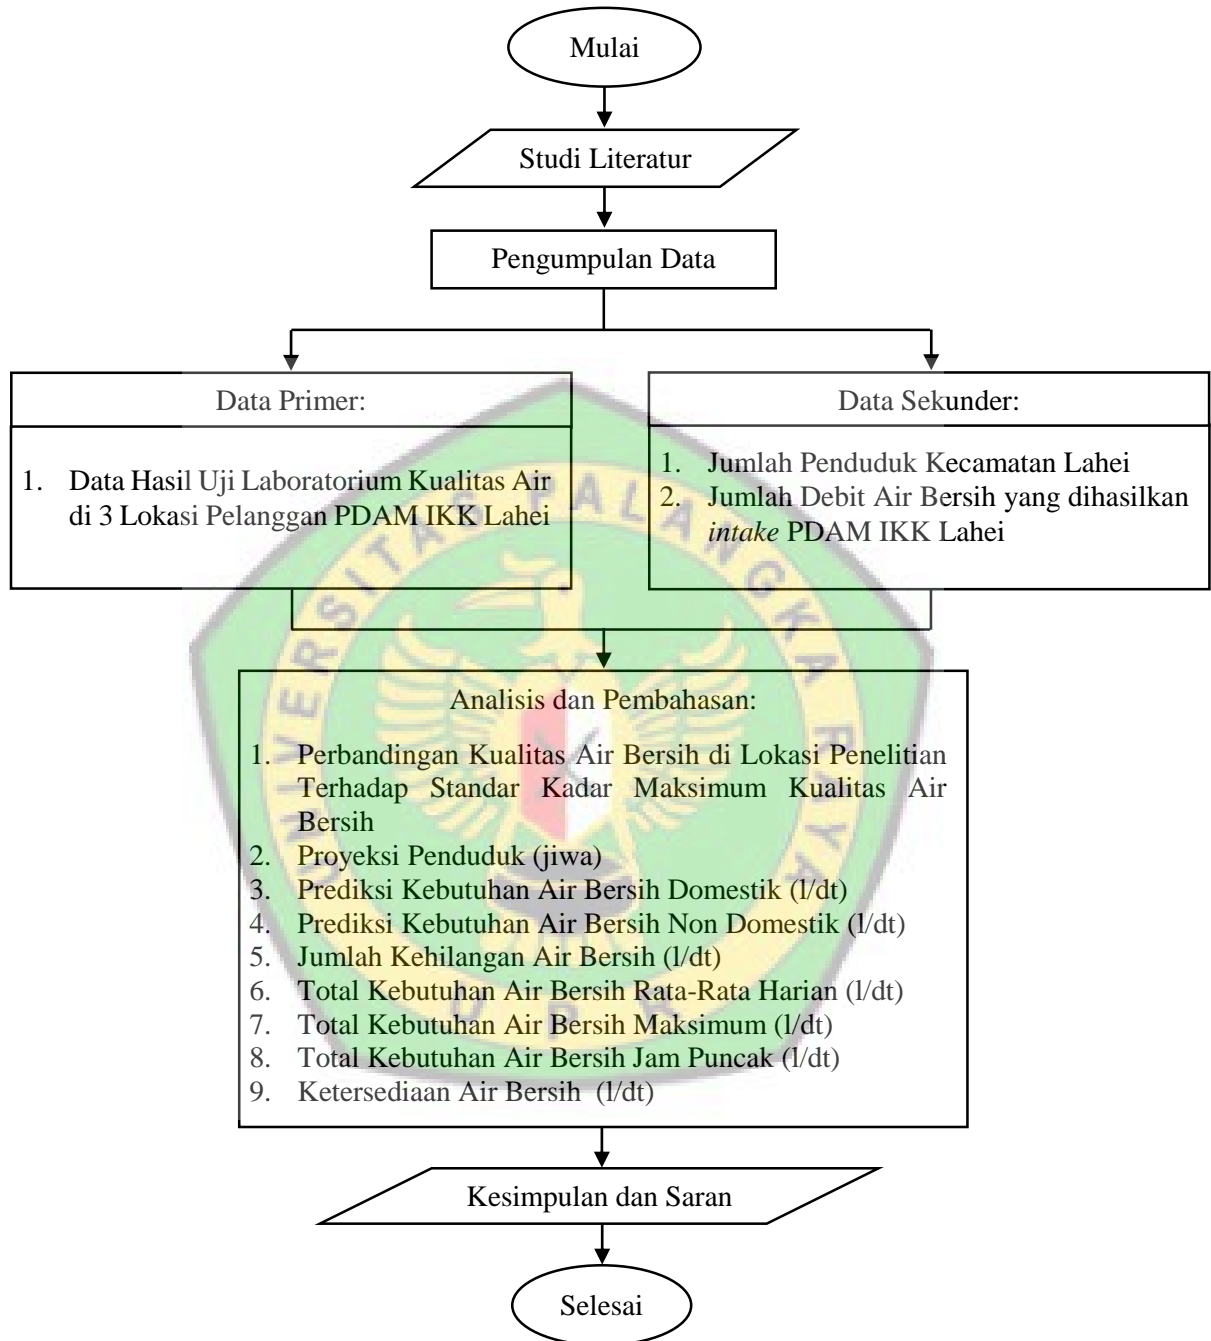 Mulai
Studi Literatur
Pengumpulan Data
Data Primer:
1. Data Hasil Uji Laboratorium Kualitas Air
di 3 Lokasi Pelanggan PDAM IKK Lahei
Data Sekunder:
1. Jumlah Penduduk Kecamatan Lahei
2. Jumlah Debit Air Bersih yang dihasilkan
intake PDAM IKK Lahei
UNIVERSITAS PALANGKA RAYA
Analisis dan Pembahasan:
1. Perbandingan Kualitas Air Bersih di Lokasi Penelitian
Terhadap Standar Kadar Maksimum Kualitas Air
Bersih
2. Proyeksi Penduduk (jiwa)
3. Prediksi Kebutuhan Air Bersih Domestik (l/dt)
4. Prediksi Kebutuhan Air Bersih Non Domestik (l/dt)
5. Jumlah Kehilangan Air Bersih (l/dt)
6. Total Kebutuhan Air Bersih Rata-Rata Harian (l/dt)
7. Total Kebutuhan Air Bersih Maksimum (l/dt)
8. Total Kebutuhan Air Bersih Jam Puncak (l/dt)
9. Ketersediaan Air Bersih (l/dt)
UPR
Kesimpulan dan Saran
Selesai